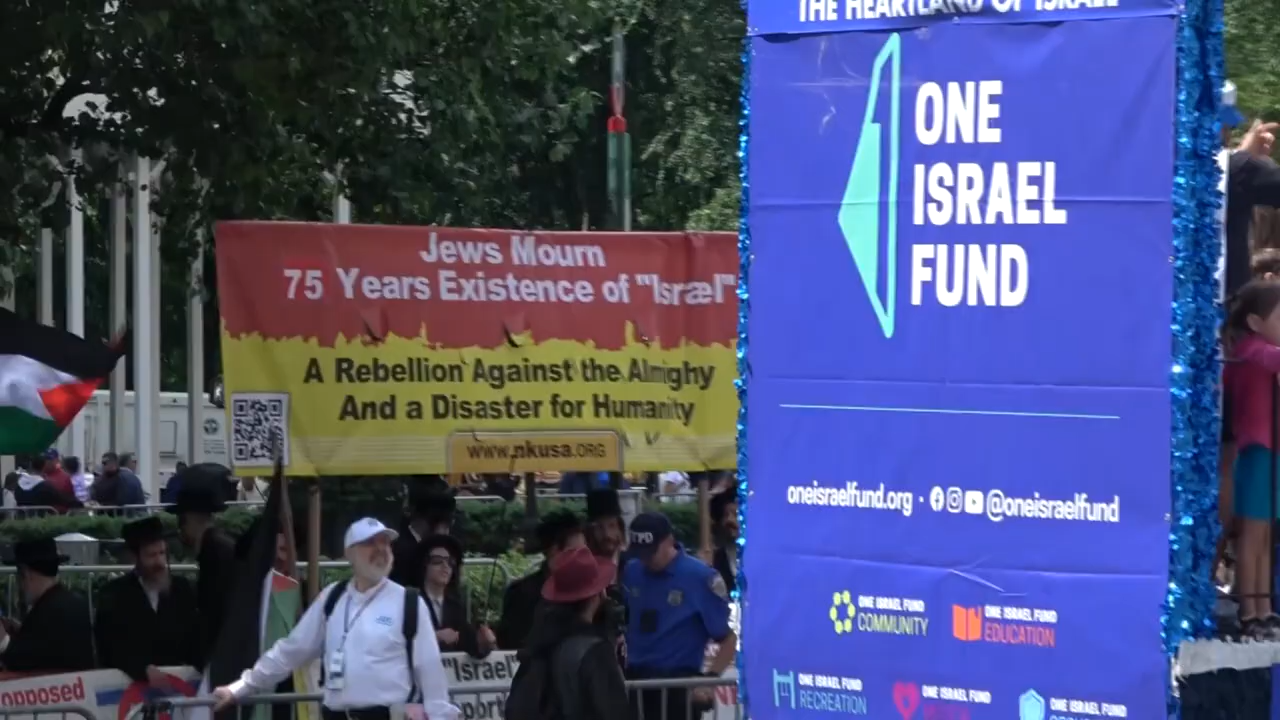 THE HEARTLAND OF ISRAEL
ONE
ISRAEL
FUND
oneisraelfund.org · @oneisraelfund
ONE ISRAEL FUND
COMMUNITY
ONE ISRAEL FUND
EDUCATION
ONE ISRAEL FUND
RECREATION
ONE ISRAEL FUND
ONE ISRAEL FUND
Jews Mourn
75 Years Existence of "Israel"
A Rebellion Against the Almighy
And a Disaster for Humanity
www.nkusa.ORG
opposed
"Israel"